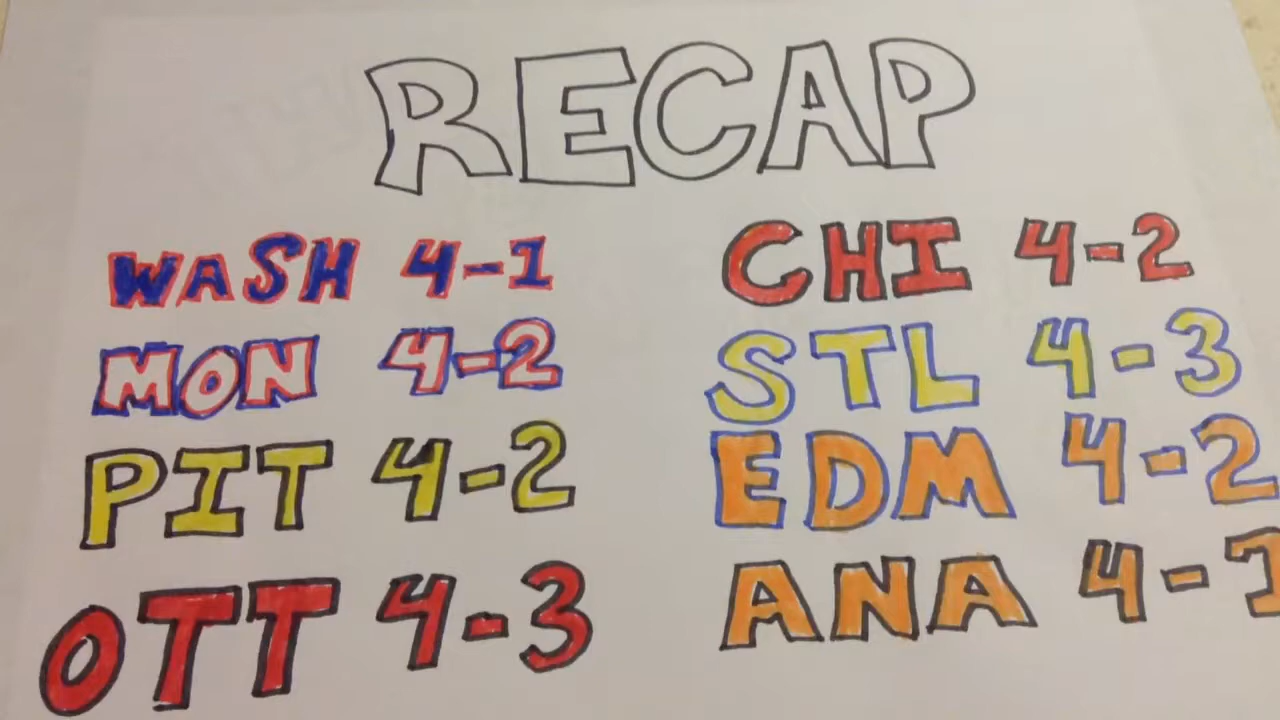 RECAP
WASH 4-1
MON 4-2
PIT 4-2
OTT 4-3
CHI 4-2
STL 4-3
EDM 4-2
ANA 4-1